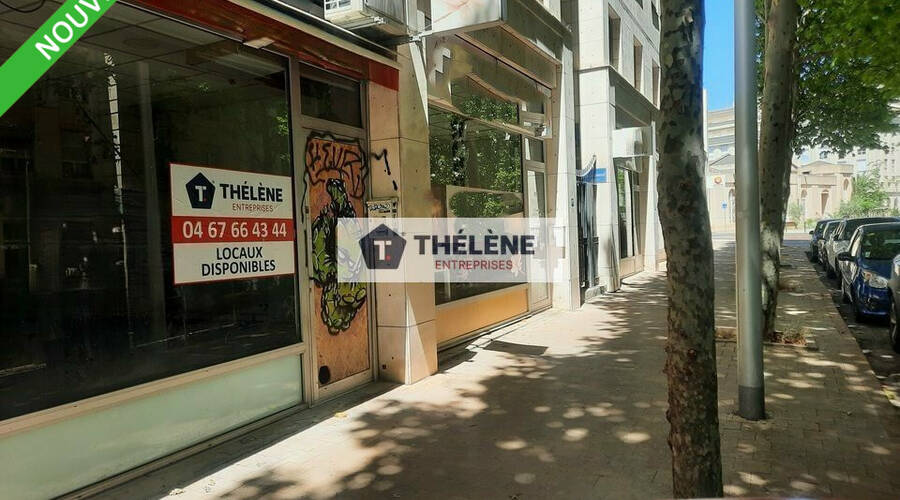 NOUV
THÉLÈNE
ENTREPRISES
04 67 66 43 44
LOCAUX
DISPONIBLES
THÉLÈNE
ENTREPRISES